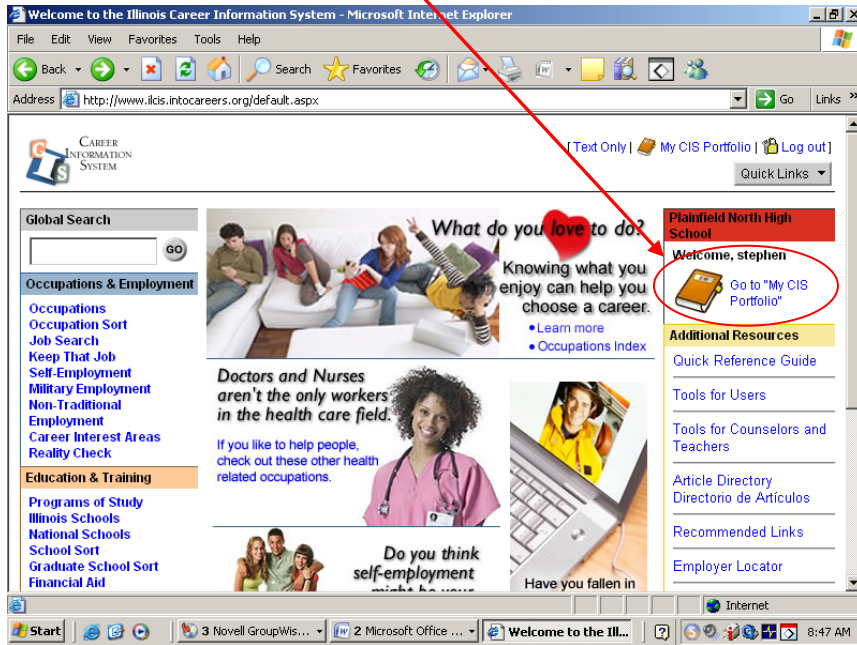 Welcome to the Illinois Career Information System - Microsoft Internet Explorer
File Edit View Favorites Tools Help
Back Search Favorites
Address http://www.ilcis.intocareers.org/default.aspx Go Links »
CAREER
INFORMATION
SYSTEM
[ Text Only | My CIS Portfolio | Log out ]
Quick Links
Global Search
GO
Occupations & Employment
Occupations
Occupation Sort
Job Search
Keep That Job
Self-Employment
Military Employment
Non-Traditional
Employment
Career Interest Areas
Reality Check
Education & Training
Programs of Study
Illinois Schools
National Schools
School Sort
Graduate School Sort
Financial Aid
What do you love to do?
Knowing what you
enjoy can help you
choose a career.
• Learn more
• Occupations Index
Doctors and Nurses
aren't the only workers
in the health care field.
If you like to help people,
check out these other health
related occupations.
Do you think
self-employment
might be your
Have you fallen in
Plainfield North High
School
Welcome, stephen
Go to "My CIS
Portfolio"
Additional Resources
Quick Reference Guide
Tools for Users
Tools for Counselors and
Teachers
Article Directory
Directorio de Artículos
Recommended Links
Employer Locator
Internet
Start 3 Novell GroupWis... 2 Microsoft Office ... Welcome to the Ill... 8:47 AM